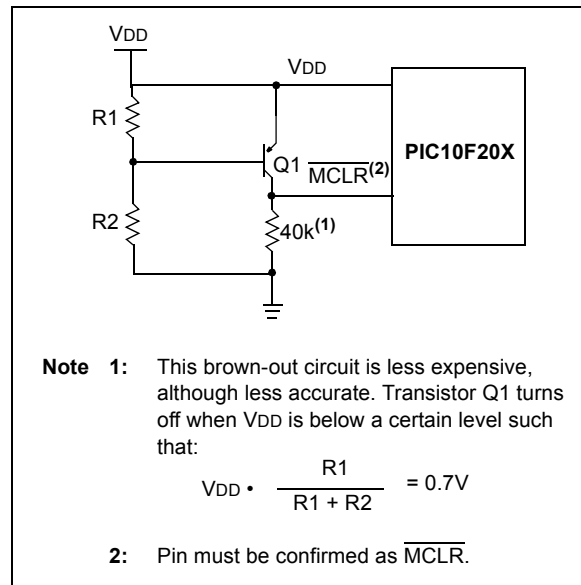 VDD
VDD
R1
PIC10F20X
Q1
MCLR(2)
R2
40k(1)
Note 1: This brown-out circuit is less expensive,
although less accurate. Transistor Q1 turns
off when VDD is below a certain level such
that:
VDD • R1 / R1 + R2 = 0.7V
2: Pin must be confirmed as MCLR.